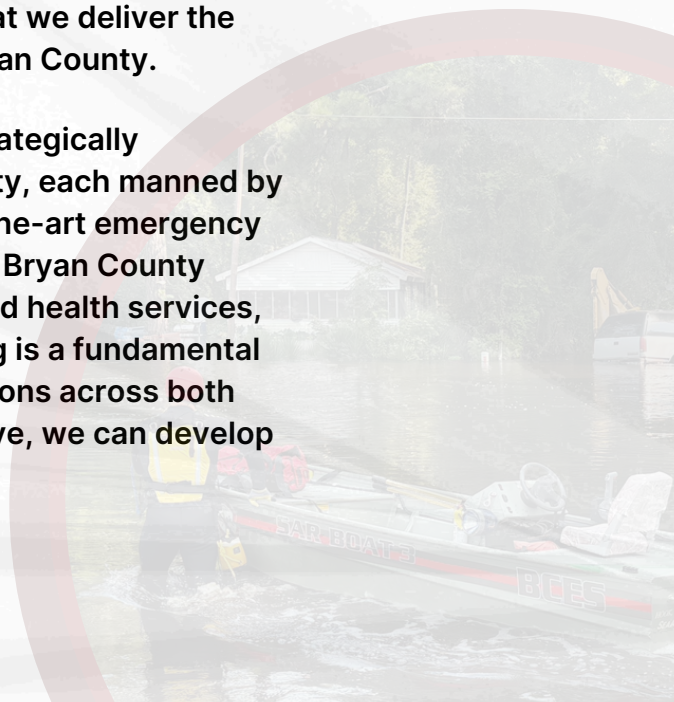 at we deliver the
an County.
ategically
ty, each manned by
he-art emergency
Bryan County
d health services,
g is a fundamental
ons across both
ve, we can develop
SAR BOAT 3
BCES